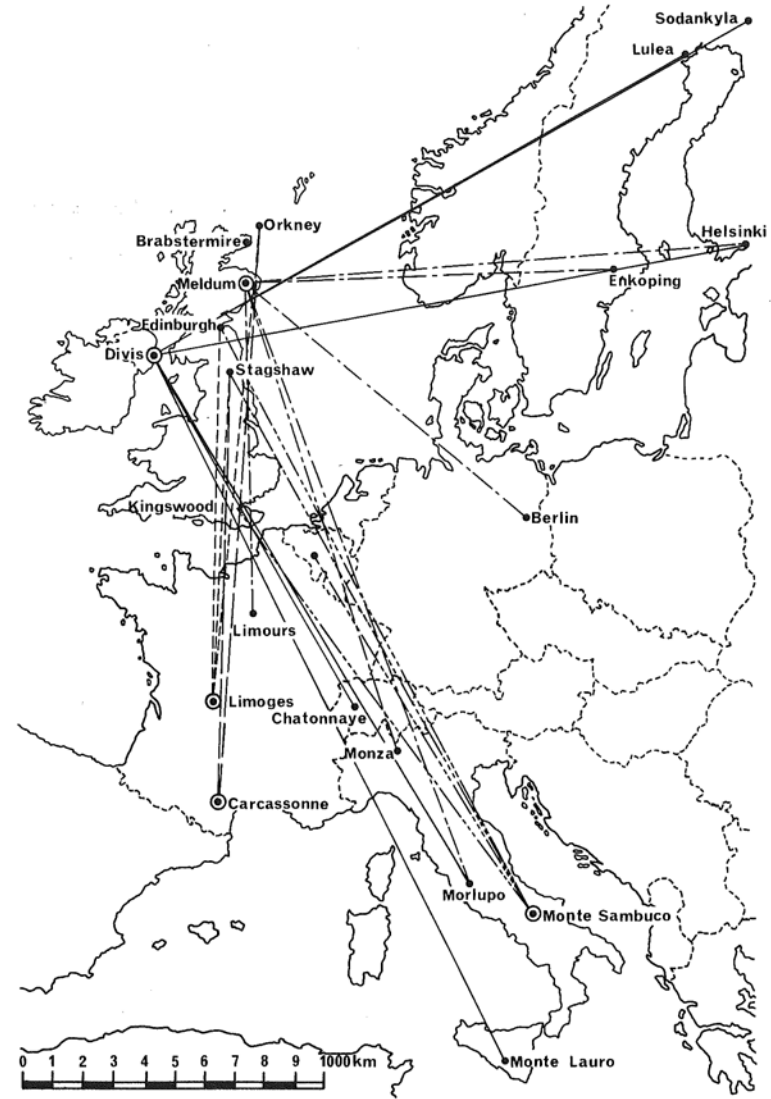 Sodankyla
Lulea
Orkney
Helsinki
Brabstermire
Enkoping
Meldum
Edinburgh
Divis
Stagshaw
Kingswood
Berlin
Limours
Limoges
Chatonnaye
Monza
Carcassonne
Morlupo
Monte Sambuco
Monte Lauro
0 1 2 3 4 5 6 7 8 9 1000km